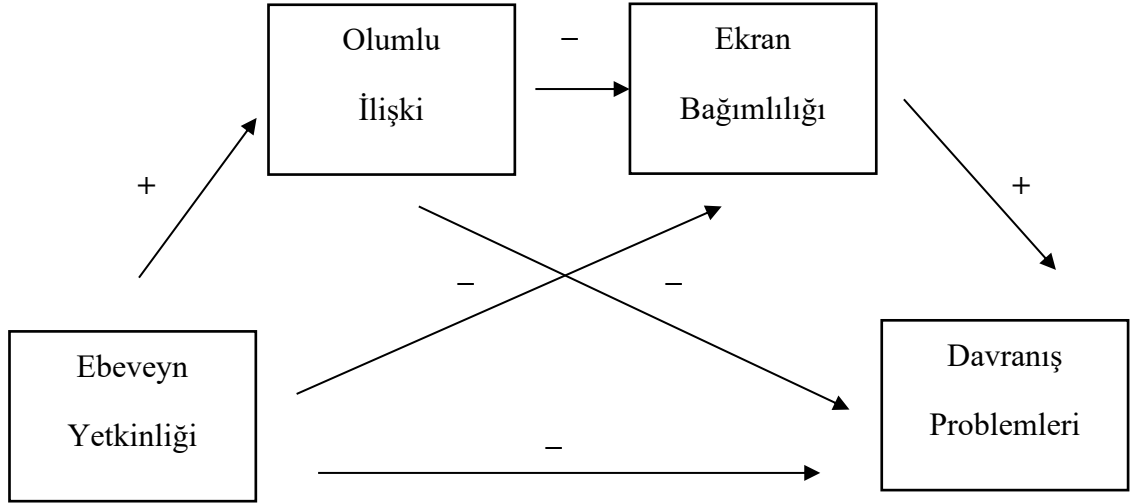 Olumlu
İlişki
–
Ekran
Bağımlılığı
+
+
–
–
Ebeveyn
Yetkinliği
–
Davranış
Problemleri